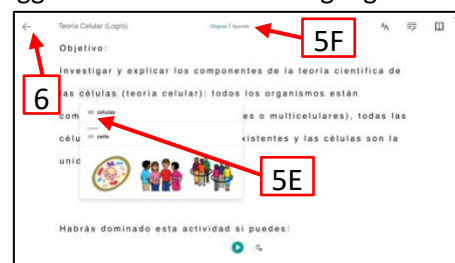 Teoría Celular (Logro) Original | Spanish
5F
Objetivo:
6
Investigar y explicar los componentes de la teoría científica de
las células (teoría celular): todos los organismos están
com es o multicelulares), todas las
células
5E
English
cells
célu xistentes y las células son la
unid
Habrás dominado esta actividad si puedes: